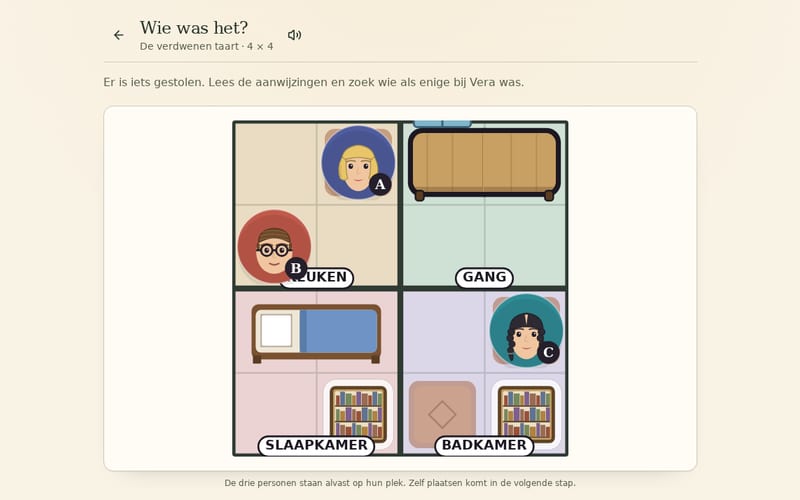 Wie was het?
De verdwenen taart · 4 × 4
Er is iets gestolen. Lees de aanwijzingen en zoek wie als enige bij Vera was.
A
B
KEUKEN
GANG
C
SLAAPKAMER
BADKAMER
De drie personen staan alvast op hun plek. Zelf plaatsen komt in de volgende stap.